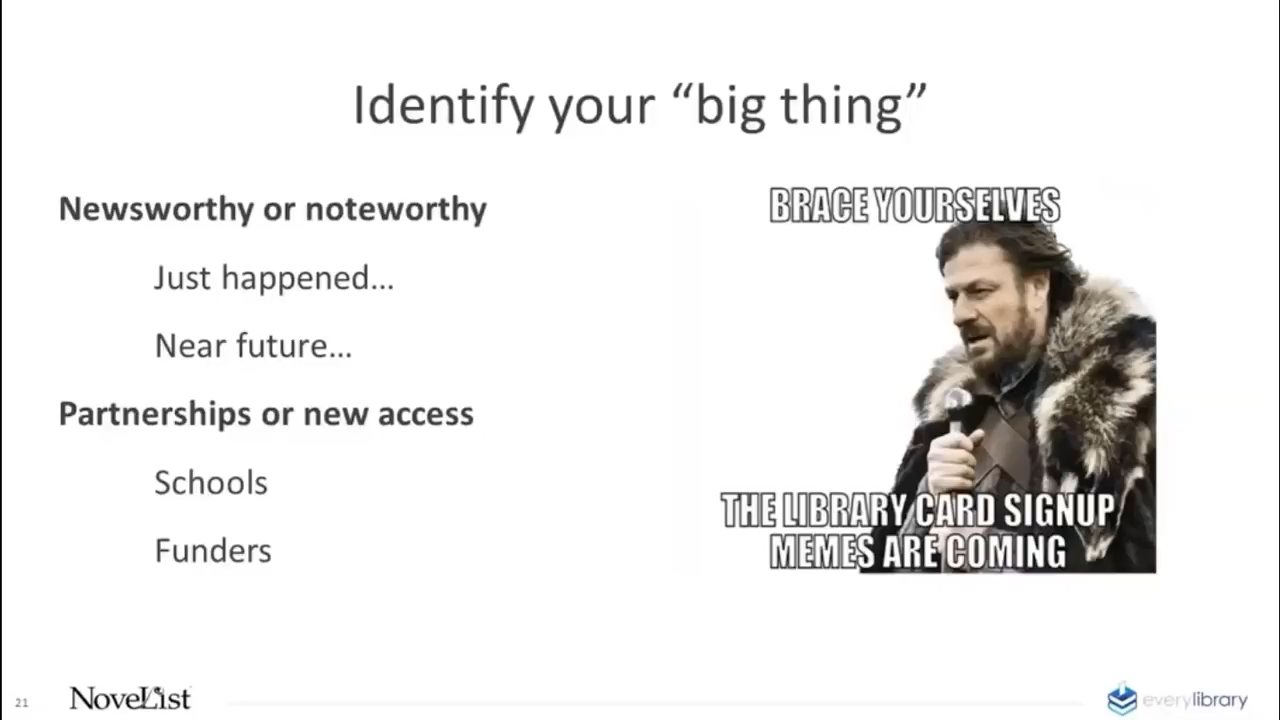 Identify your “big thing”
Newsworthy or noteworthy
Just happened...
Near future...
Partnerships or new access
Schools
Funders
BRACE YOURSELVES
THE LIBRARY CARD SIGNUP
MEMES ARE COMING
21
NoveList
everylibrary